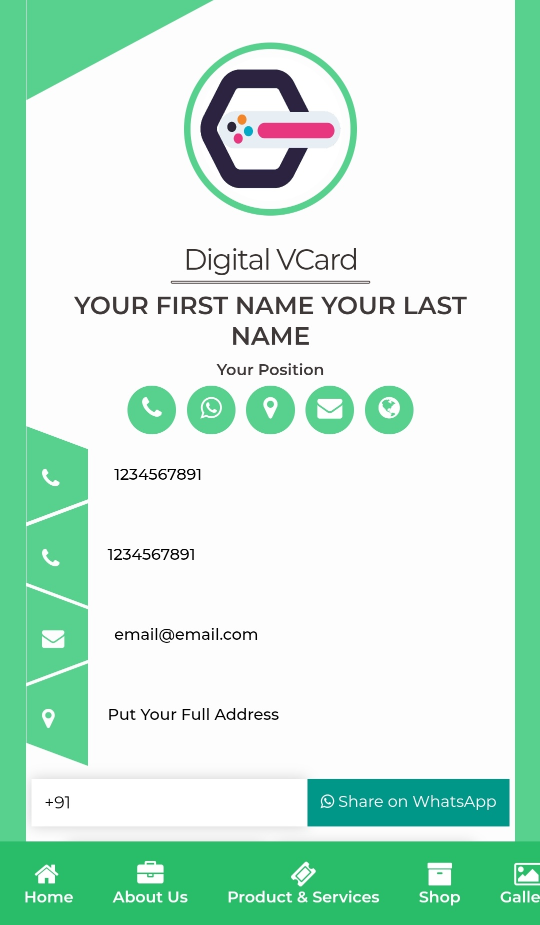 Digital VCard
YOUR FIRST NAME YOUR LAST
NAME
Your Position
1234567891
1234567891
email@email.com
Put Your Full Address
+91
Share on WhatsApp
Home
About Us
Product & Services
Shop
Galle